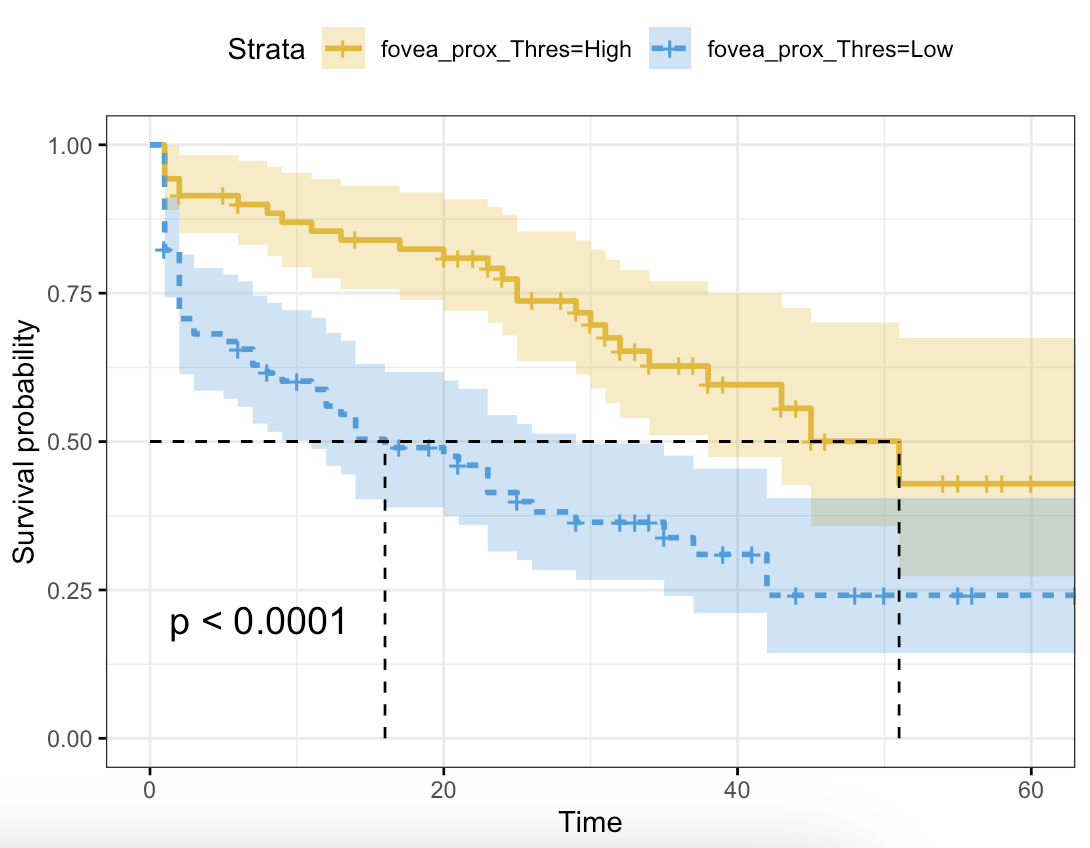 Strata fovea_prox_Thres=High fovea_prox_Thres=Low
1.00
0.75
0.50
0.25
0.00
Survival probability
p < 0.0001
0 20 40 60
Time